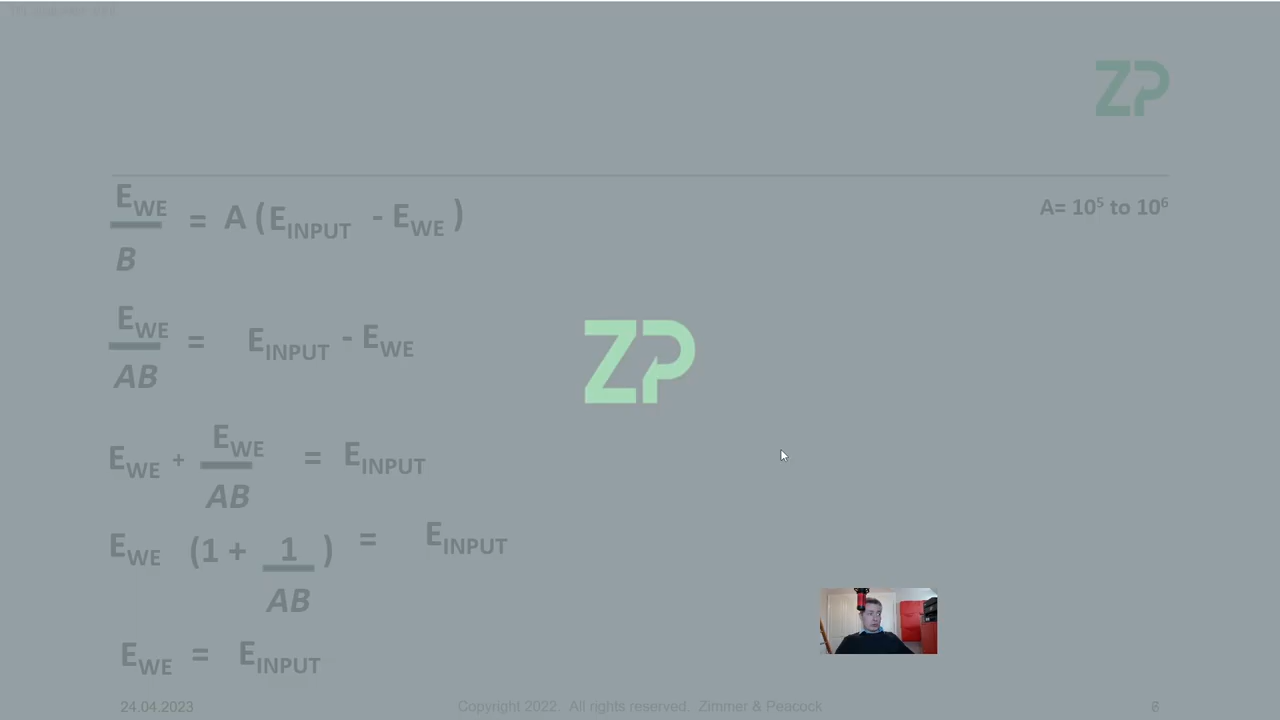 ZP
E_WE / B = A ( E_INPUT - E_WE )
A= 10^5 to 10^6
E_WE / AB = E_INPUT - E_WE
ZP
E_WE + E_WE / AB = E_INPUT
E_WE (1 + 1 / AB ) = E_INPUT
E_WE = E_INPUT
24.04.2023 Copyright 2022. All rights reserved. Zimmer & Peacock